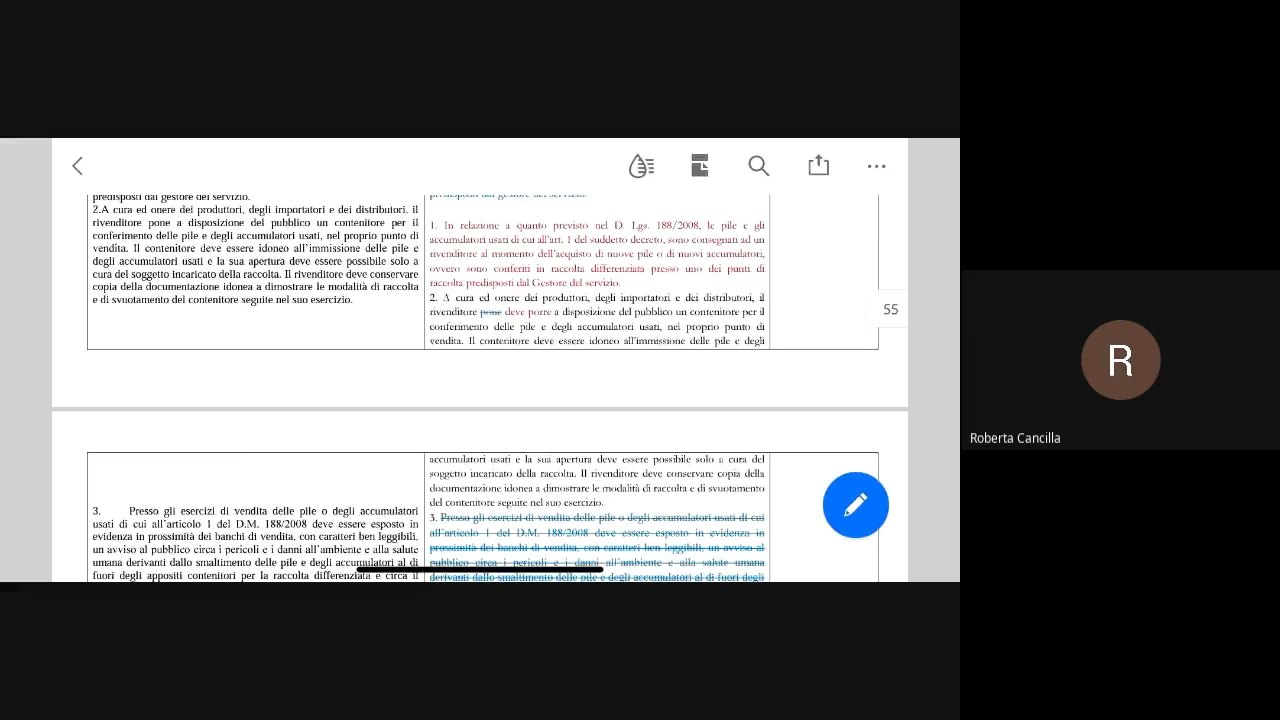 predisposti dal gestore del servizio.
2.A cura ed onere dei produttori, degli importatori e dei distributori, il
rivenditore pone a disposizione del pubblico un contenitore per il
conferimento delle pile e degli accumulatori usati, nel proprio punto di
vendita. Il contenitore deve essere idoneo all'immissione delle pile e
degli accumulatori usati e la sua apertura deve essere possibile solo a
cura del soggetto incaricato della raccolta. Il rivenditore deve conservare
copia della documentazione idonea a dimostrare le modalità di raccolta
e di svuotamento del contenitore seguite nel suo esercizio.
predisposti dal gestore del servizio.
1. In relazione a quanto previsto nel D. Lgs. 188/2008, le pile e gli
accumulatori usati di cui all'art. 1 del suddetto decreto, sono consegnati ad un
rivenditore al momento dell'acquisto di nuove pile o di nuovi accumulatori,
ovvero sono conferiti in raccolta differenziata presso uno dei punti di
raccolta predisposti dal Gestore del servizio.
2. A cura ed onere dei produttori, degli importatori e dei distributori, il
rivenditore pone deve porre a disposizione del pubblico un contenitore per il
conferimento delle pile e degli accumulatori usati, nel proprio punto di
vendita. Il contenitore deve essere idoneo all'immissione delle pile e degli
55
3. Presso gli esercizi di vendita delle pile o degli accumulatori
usati di cui all'articolo 1 del D.M. 188/2008 deve essere esposto in
evidenza in prossimità dei banchi di vendita, con caratteri ben leggibili,
un avviso al pubblico circa i pericoli e i danni all'ambiente e alla salute
umana derivanti dallo smaltimento delle pile e degli accumulatori al di
fuori degli appositi contenitori per la raccolta differenziata e circa il
accumulatori usati e la sua apertura deve essere possibile solo a cura del
soggetto incaricato della raccolta. Il rivenditore deve conservare copia della
documentazione idonea a dimostrare le modalità di raccolta e di svuotamento
del contenitore seguite nel suo esercizio.
3. Presso gli esercizi di vendita delle pile o degli accumulatori usati di cui
all'articolo 1 del D.M. 188/2008 deve essere esposto in evidenza in
prossimità dei banchi di vendita, con caratteri ben leggibili, un avviso al
pubblico circa i pericoli e i danni all'ambiente e alla salute umana
derivanti dallo smaltimento delle pile e degli accumulatori al di fuori degli
R
Roberta Cancilla